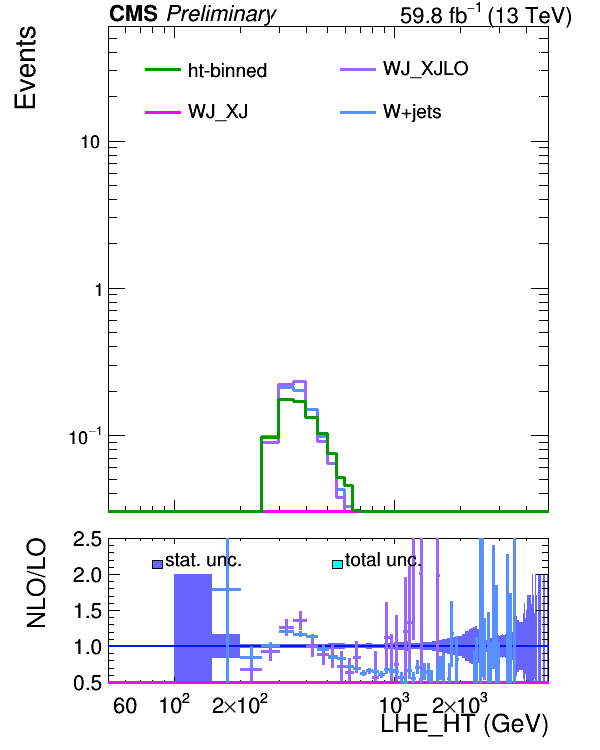 CMS Preliminary 59.8 fb⁻¹ (13 TeV)
Events
ht-binned WJ_XJLO
WJ_XJ W+jets
10
1
10⁻¹
NLO/LO
stat. unc. total unc.
2.5
2.0
1.5
1.0
0.5
60 10² 2×10² 10³ 2×10³
LHE_HT (GeV)